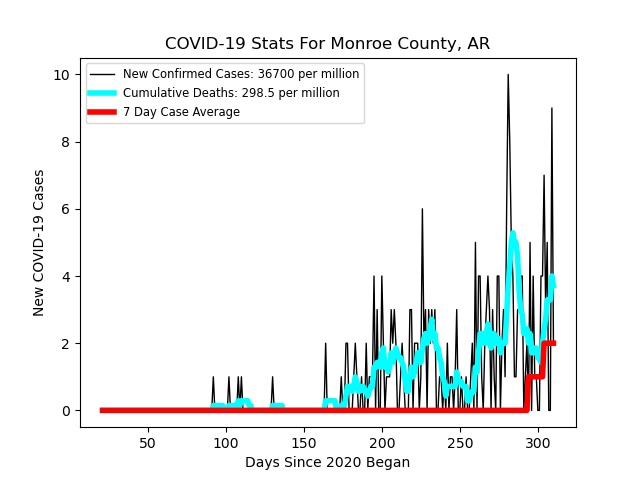 COVID-19 Stats For Monroe County, AR
New Confirmed Cases: 36700 per million
Cumulative Deaths: 298.5 per million
7 Day Case Average
New COVID-19 Cases
10
8
6
4
2
0
50 100 150 200 250 300
Days Since 2020 Began